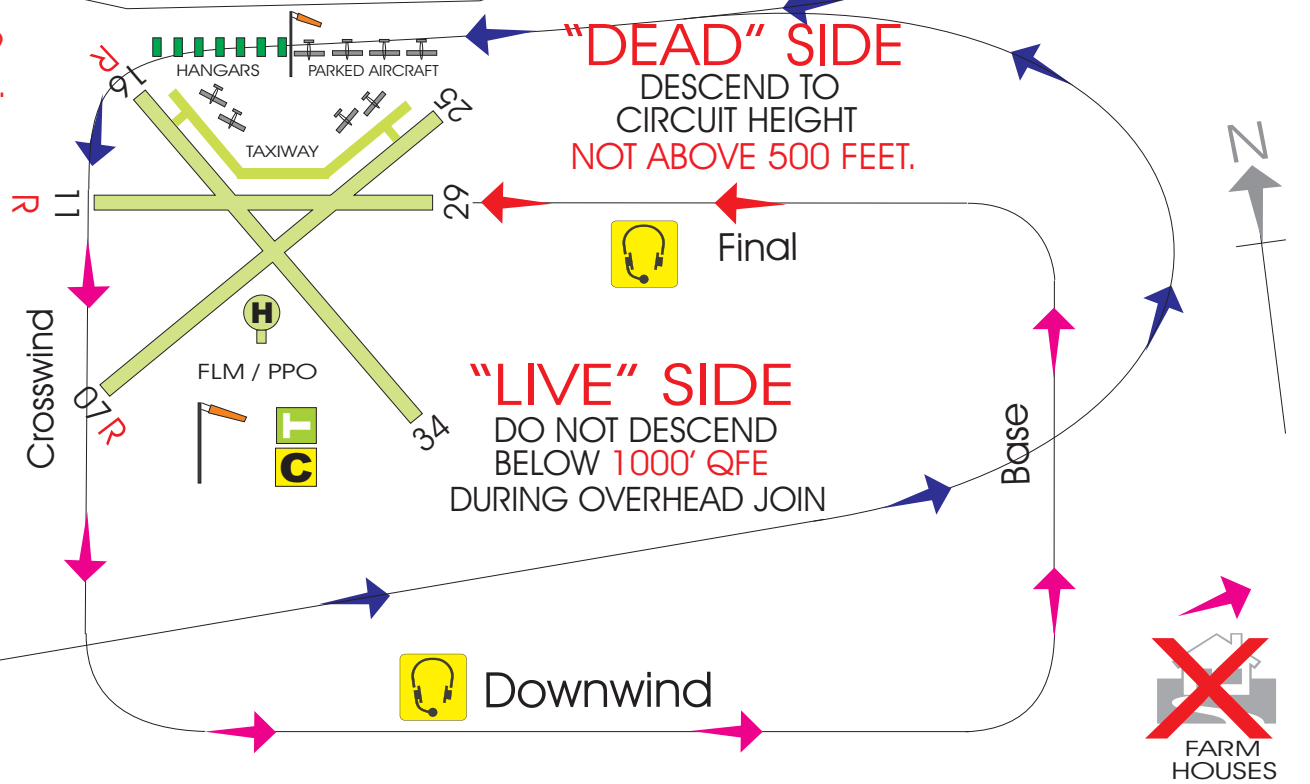 "DEAD" SIDE
DESCEND TO
CIRCUIT HEIGHT
NOT ABOVE 500 FEET.
HANGARS
PARKED AIRCRAFT
R
16
25
TAXIWAY
N
R
11
29
Final
H
FLM / PPO
Crosswind
07 R
34
T
C
"LIVE" SIDE
DO NOT DESCEND
BELOW 1000' QFE
DURING OVERHEAD JOIN
Base
Downwind
FARM
HOUSES